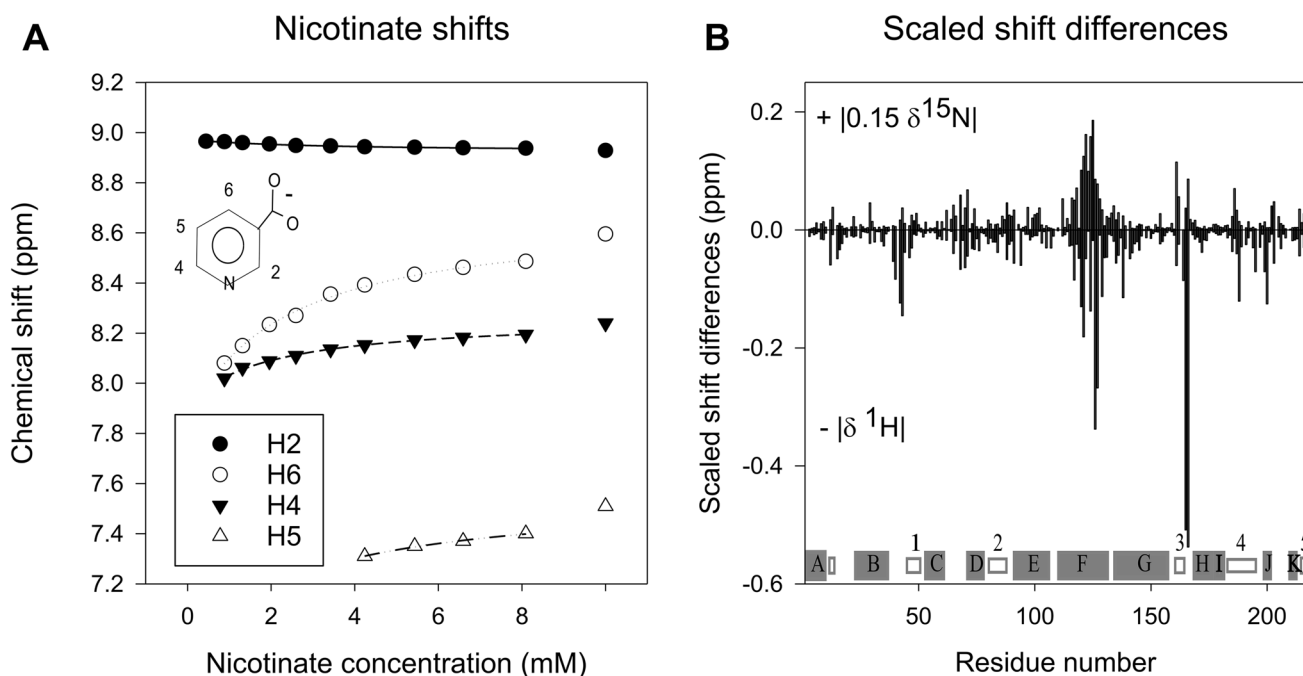 A
Nicotinate shifts
Chemical shift (ppm)
9.2
9.0
8.8
8.6
8.4
8.2
8.0
7.8
7.6
7.4
7.2
6
5
4
2
N
O
O
-
H2
H6
H4
H5
0
2
4
6
8
Nicotinate concentration (mM)
B
Scaled shift differences
Scaled shift differences (ppm)
0.2
0.0
-0.2
-0.4
-0.6
+ |0.15 δ ¹⁵N|
- |δ ¹H|
1
2
3
4
5
A B C D E F G H I J K
50
100
150
200
Residue number